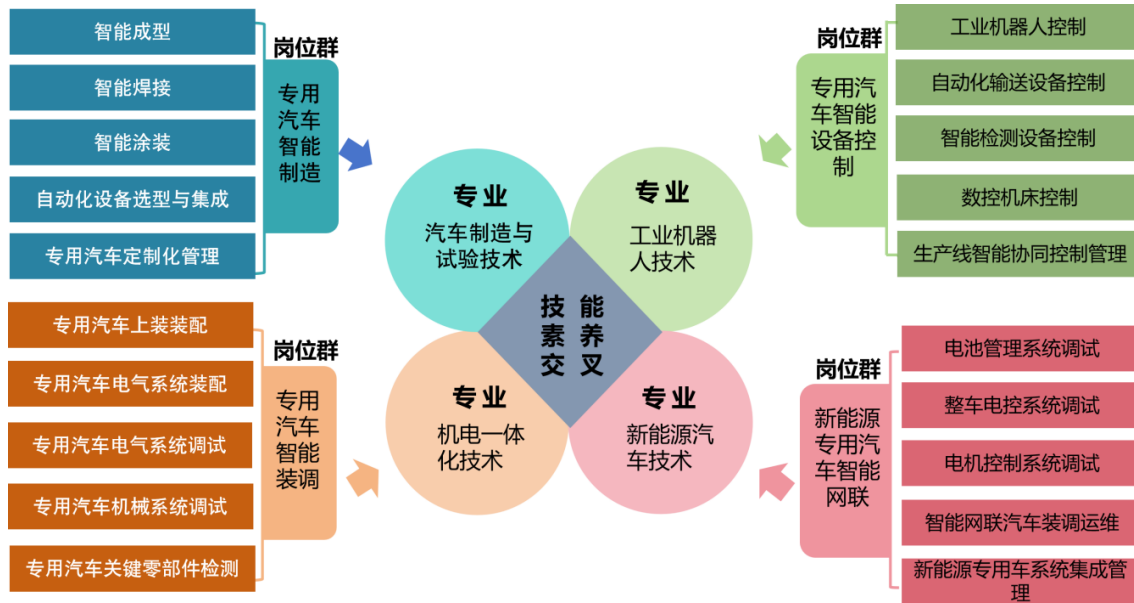 智能成型
智能焊接
智能涂装
自动化设备选型与集成
专用汽车定制化管理
岗位群
专用
汽车
智能
制造
专用汽车上装装配
专用汽车电气系统装配
专用汽车电气系统调试
专用汽车机械系统调试
专用汽车关键零部件检测
岗位群
专用
汽车
智能
装调
专业
汽车制造与
试验技术
专业
工业机器
人技术
技能
素养
交叉
专业
机电一体
化技术
专业
新能源汽
车技术
岗位群
专用汽
车智能
设备控
制
工业机器人控制
自动化输送设备控制
智能检测设备控制
数控机床控制
生产线智能协同控制管理
岗位群
新能源
专用汽
车智能
网联
电池管理系统调试
整车电控系统调试
电机控制系统调试
智能网联汽车装调运维
新能源专用车系统集成管
理